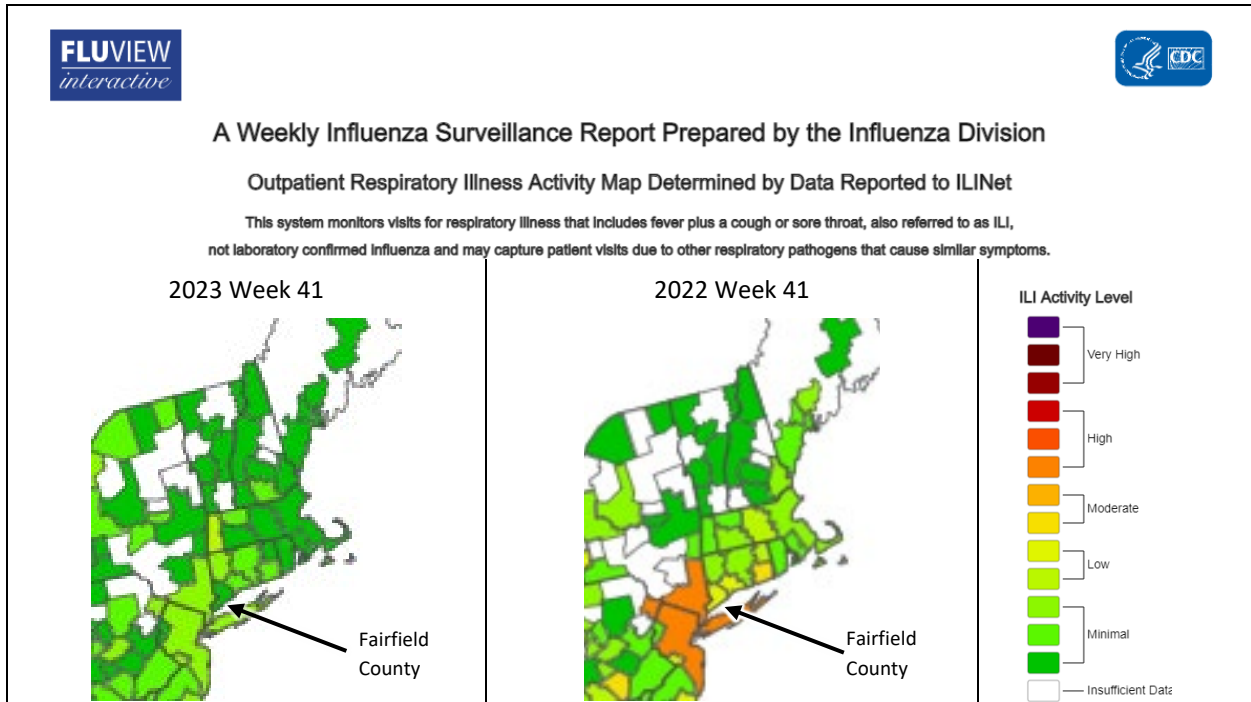 FLUVIEW
interactive
CDC
A Weekly Influenza Surveillance Report Prepared by the Influenza Division
Outpatient Respiratory Illness Activity Map Determined by Data Reported to ILINet
This system monitors visits for respiratory illness that includes fever plus a cough or sore throat, also referred to as ILI,
not laboratory confirmed influenza and may capture patient visits due to other respiratory pathogens that cause similar symptoms.
2023 Week 41
Fairfield
County
2022 Week 41
Fairfield
County
ILI Activity Level
Very High
High
Moderate
Low
Minimal
Insufficient Data